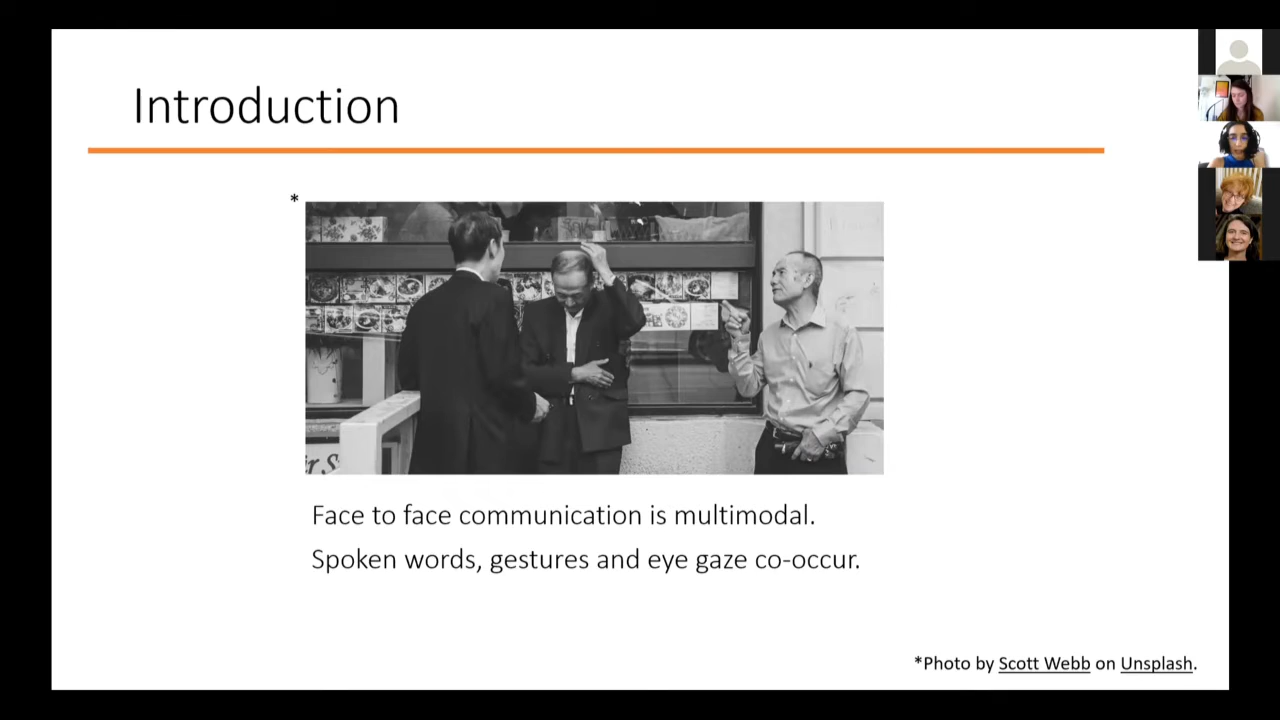 Introduction
*
ir S
Face to face communication is multimodal.
Spoken words, gestures and eye gaze co-occur.
*Photo by Scott Webb on Unsplash.